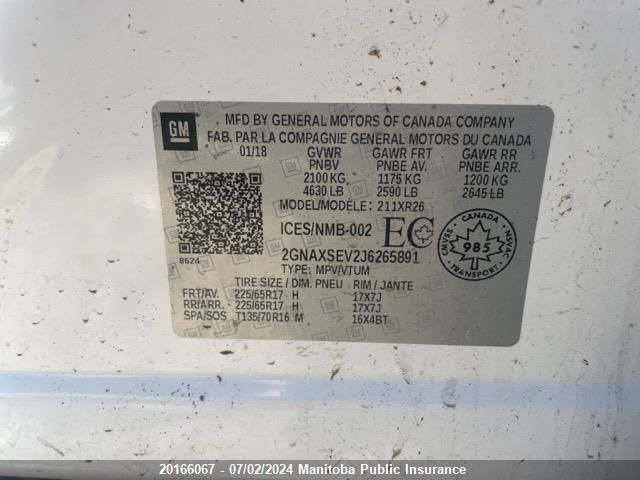 GM
MFD BY GENERAL MOTORS OF CANADA COMPANY
FAB. PAR LA COMPAGNIE GENERAL MOTORS DU CANADA
01/18 GVWR GAWR FRT GAWR RR
PNBV PNBE AV. PNBE ARR.
2100 KG 1175 KG 1200 KG
4630 LB 2590 LB 2645 LB
MODEL/MODÈLE: 211XR26
ICES/NMB-002 EC
CANADA
CMVSS 985 NSVAC
TRANSPORT
8624
2GNAXSEV2J6265891
TYPE: MPV/VTUM
TIRE SIZE / DIM. PNEU RIM / JANTE
FRT/AV. 225/65R17 H 17X7J
RR/ARR. 225/65R17 H 17X7J
SPA/SOS T135/70R16 M 16X4BT
20166067 - 07/02/2024 Manitoba Public Insurance